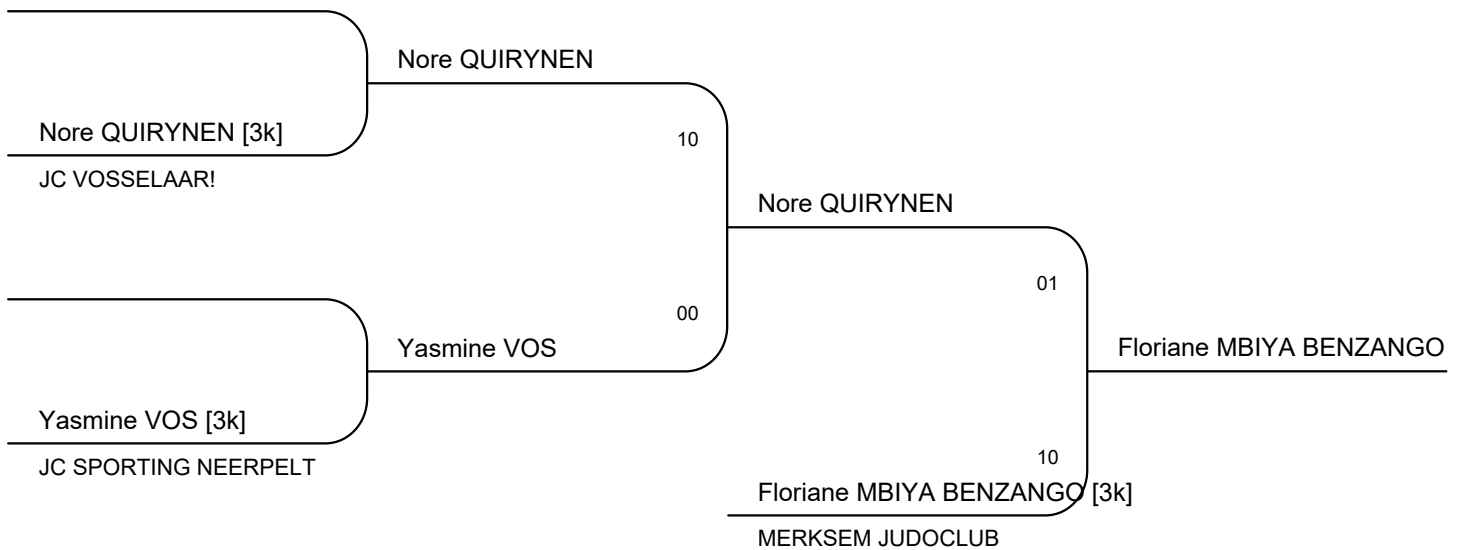 Nore QUIRYNEN
Nore QUIRYNEN [3k]
JC VOSSELAAR!
10
Nore QUIRYNEN
01
00
Yasmine VOS
Floriane MBIYA BENZANGO
Yasmine VOS [3k]
JC SPORTING NEERPELT
10
Floriane MBIYA BENZANGO [3k]
MERKSEM JUDOCLUB